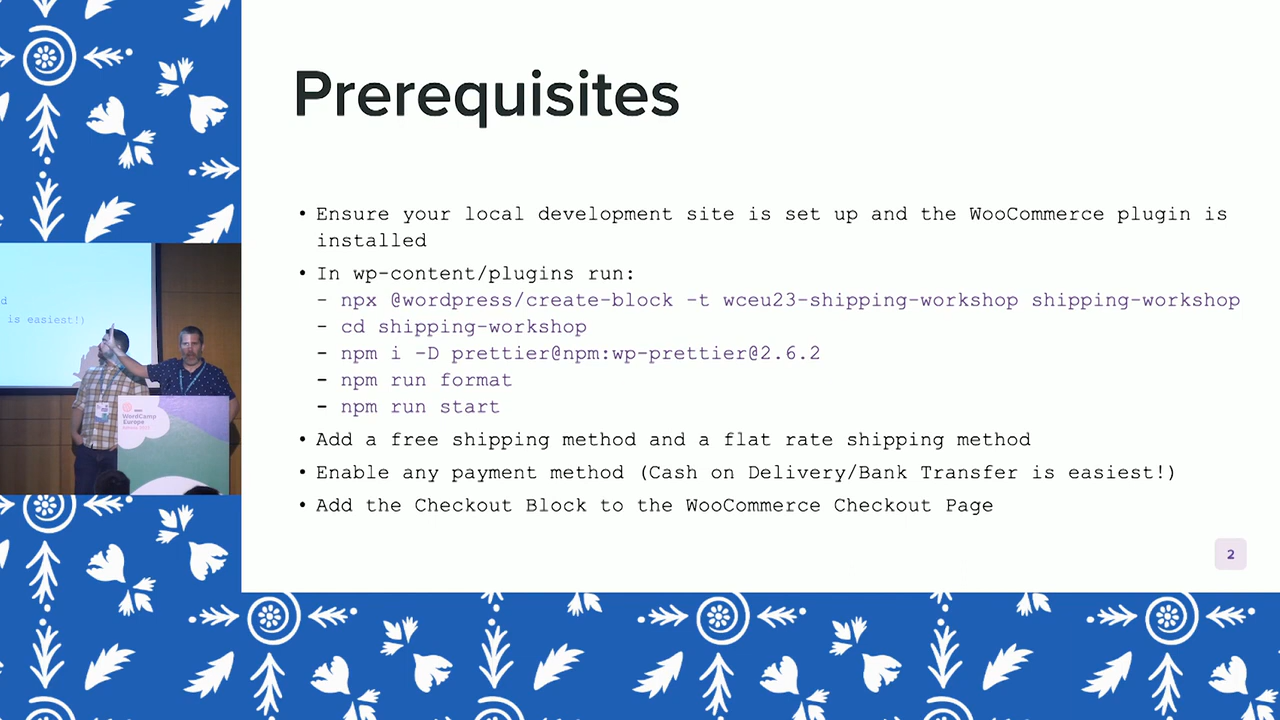 Prerequisites
• Ensure your local development site is set up and the WooCommerce plugin is
installed
• In wp-content/plugins run:
- npx @wordpress/create-block -t wceu23-shipping-workshop shipping-workshop
- cd shipping-workshop
- npm i -D prettier@npm:wp-prettier@2.6.2
- npm run format
- npm run start
• Add a free shipping method and a flat rate shipping method
• Enable any payment method (Cash on Delivery/Bank Transfer is easiest!)
• Add the Checkout Block to the WooCommerce Checkout Page
2
d
is easiest!)
WordCamp
Europe